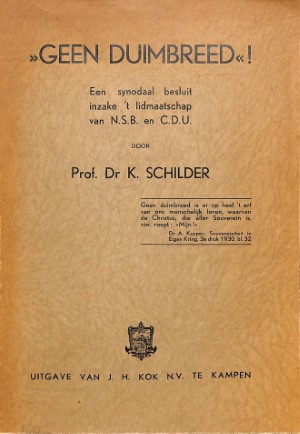 »GEEN DUIMBREED«!
Een synodaal besluit
inzake 't lidmaatschap
van N.S.B. en C.D.U.
DOOR
Prof. Dr K. SCHILDER
Geen duimbreed is er op heel 't erf
van ons menschelijk leven, waarvan
de Christus, die aller Souverein is,
niet roept: »Mijn!«
Dr A. Kuyper, Souvereiniteit in
Eigen Kring, 3e druk 1930, bl. 32
UITGAVE VAN J. H. KOK N.V. TE KAMPEN